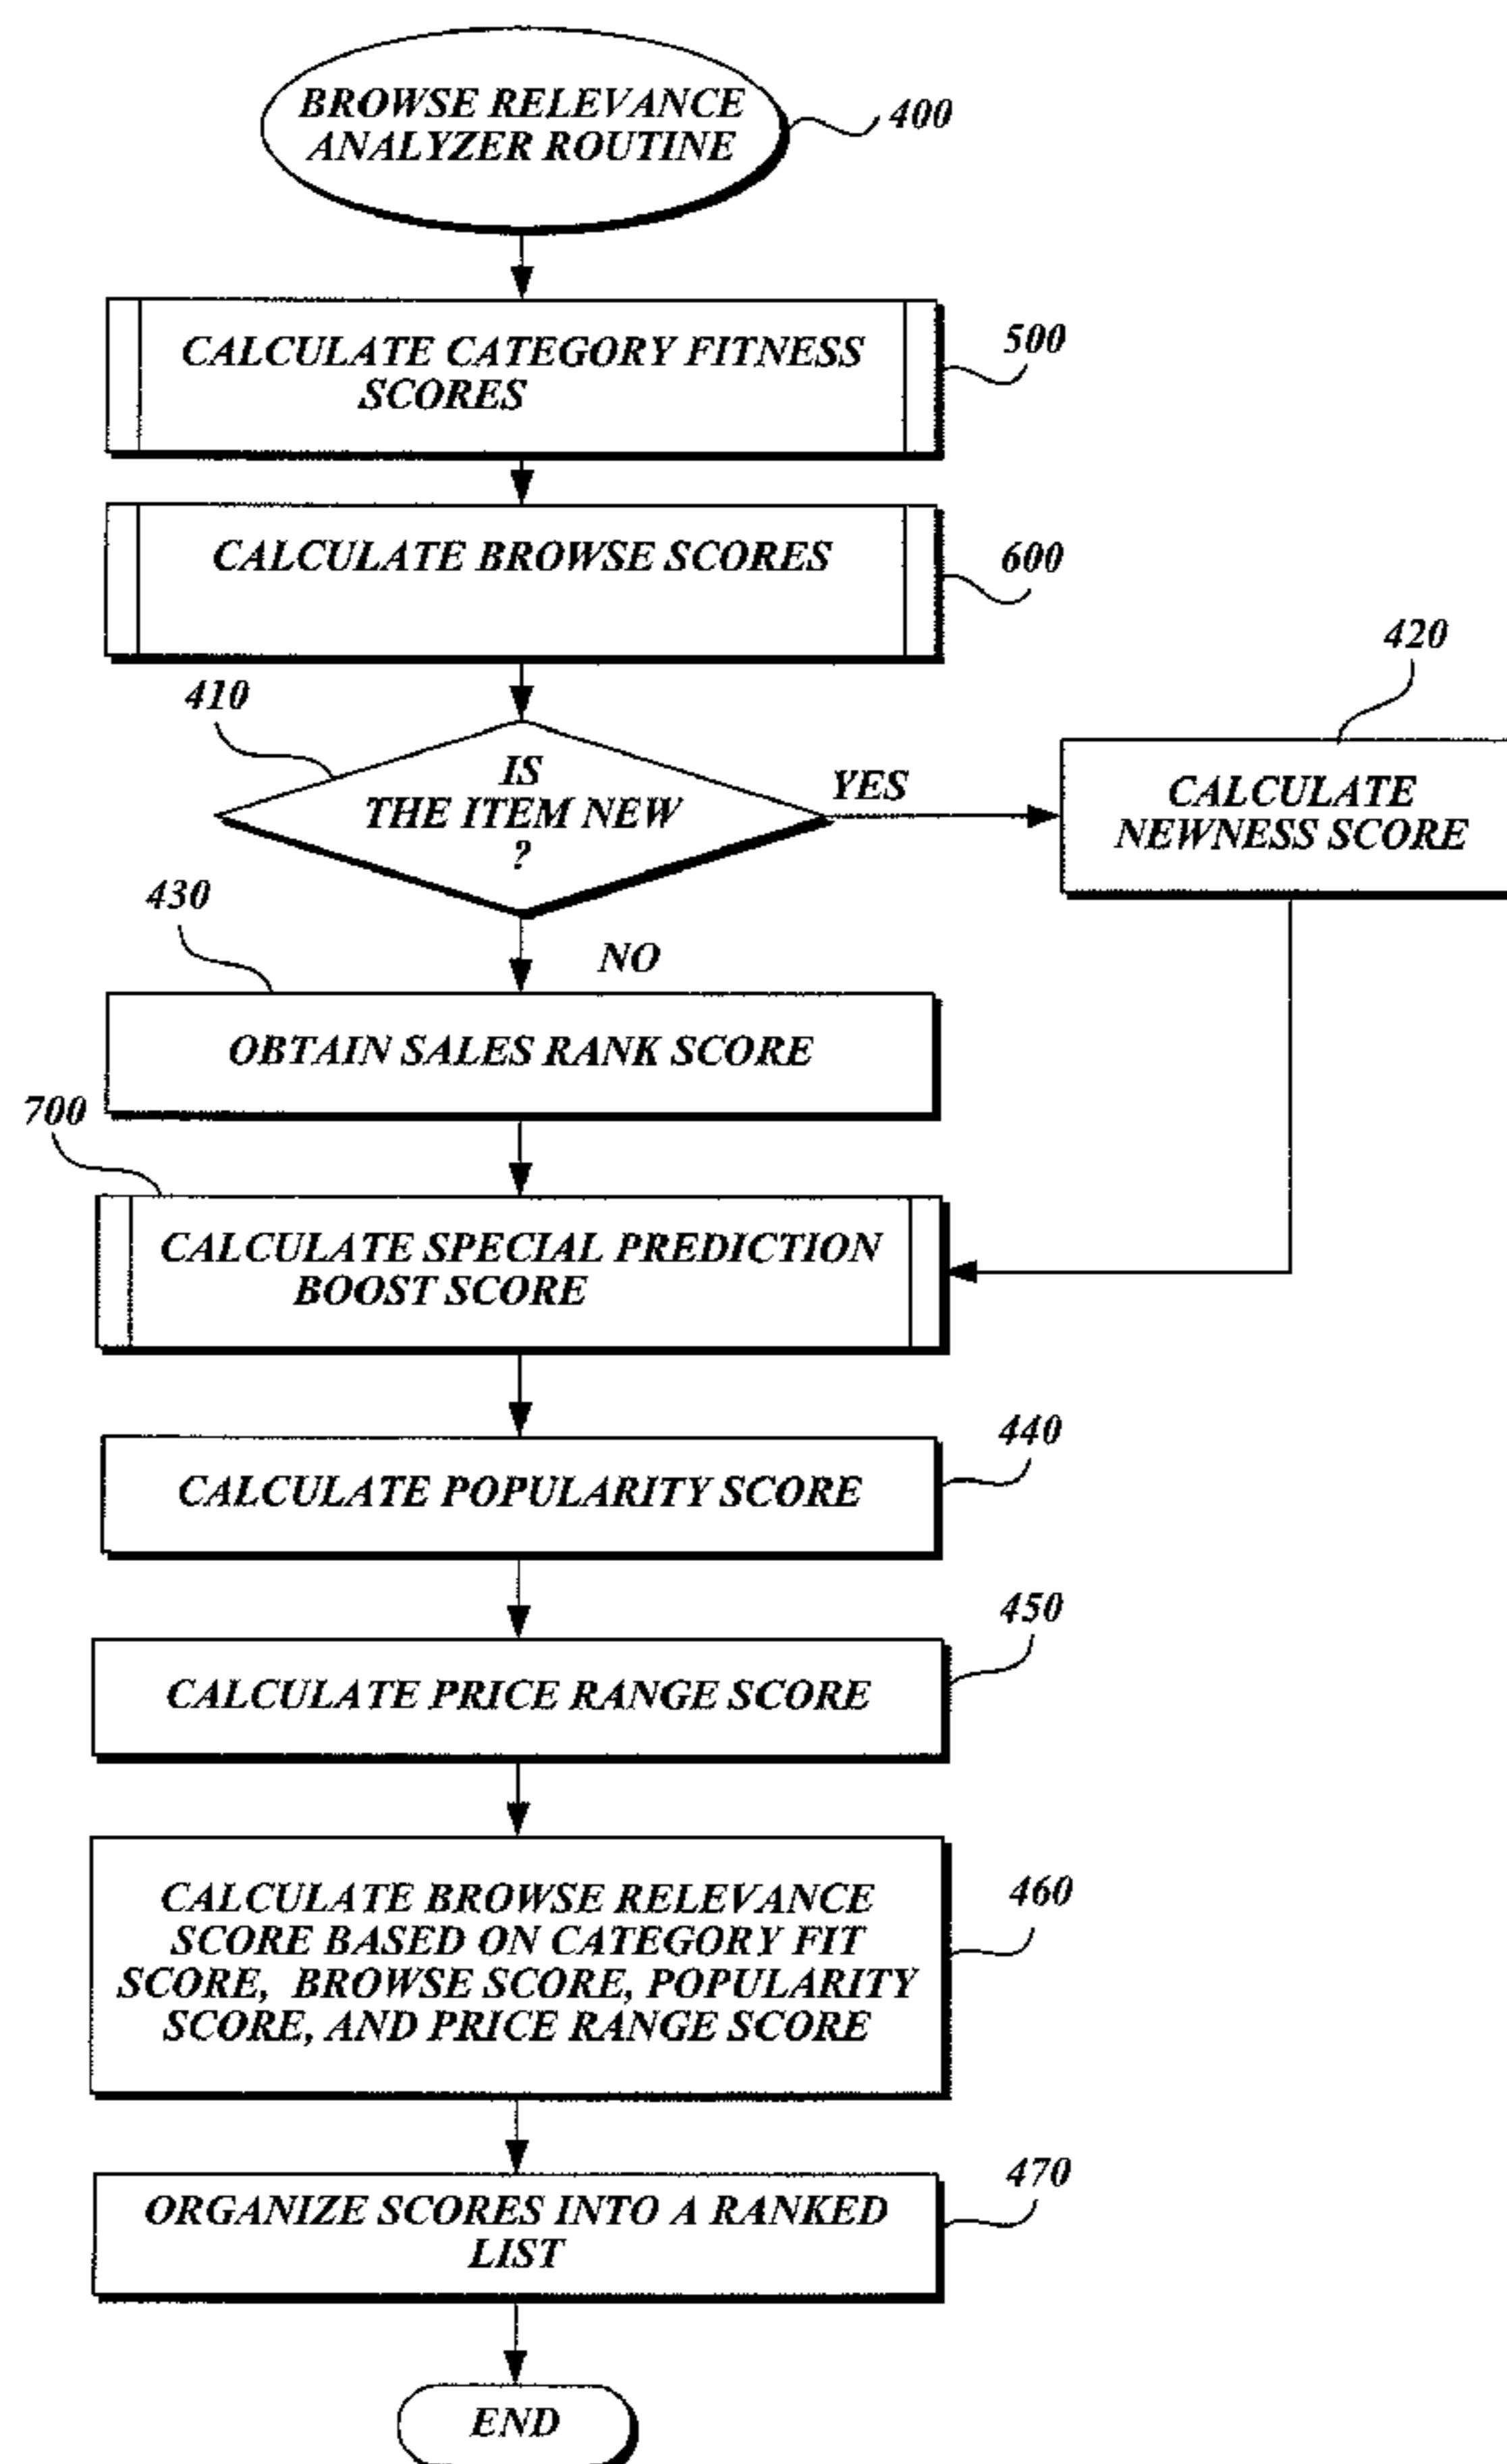 BROWSE RELEVANCE
ANALYZER ROUTINE
400
CALCULATE CATEGORY FITNESS
SCORES
500
CALCULATE BROWSE SCORES
600
410
IS
THE ITEM NEW
?
YES
420
CALCULATE
NEWNESS SCORE
NO
430
OBTAIN SALES RANK SCORE
700
CALCULATE SPECIAL PREDICTION
BOOST SCORE
440
CALCULATE POPULARITY SCORE
450
CALCULATE PRICE RANGE SCORE
460
CALCULATE BROWSE RELEVANCE
SCORE BASED ON CATEGORY FIT
SCORE, BROWSE SCORE, POPULARITY
SCORE, AND PRICE RANGE SCORE
470
ORGANIZE SCORES INTO A RANKED
LIST
END